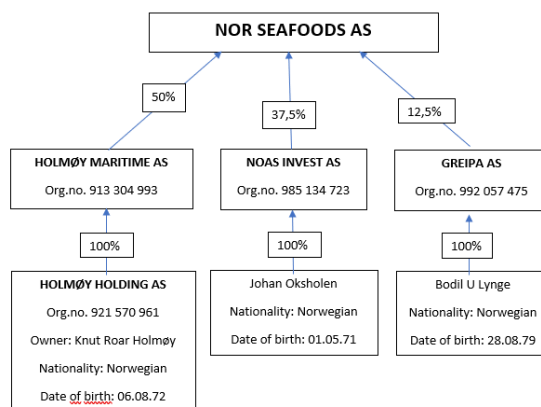 NOR SEAFOODS AS
50%
37,5%
12,5%
HOLMØY MARITIME AS
Org.no. 913 304 993
NOAS INVEST AS
Org.no. 985 134 723
GREIPA AS
Org.no. 992 057 475
100%
100%
100%
HOLMØY HOLDING AS
Org.no. 921 570 961
Owner: Knut Roar Holmøy
Nationality: Norwegian
Date of birth: 06.08.72
Johan Oksholen
Nationality: Norwegian
Date of birth: 01.05.71
Bodil U Lynge
Nationality: Norwegian
Date of birth: 28.08.79